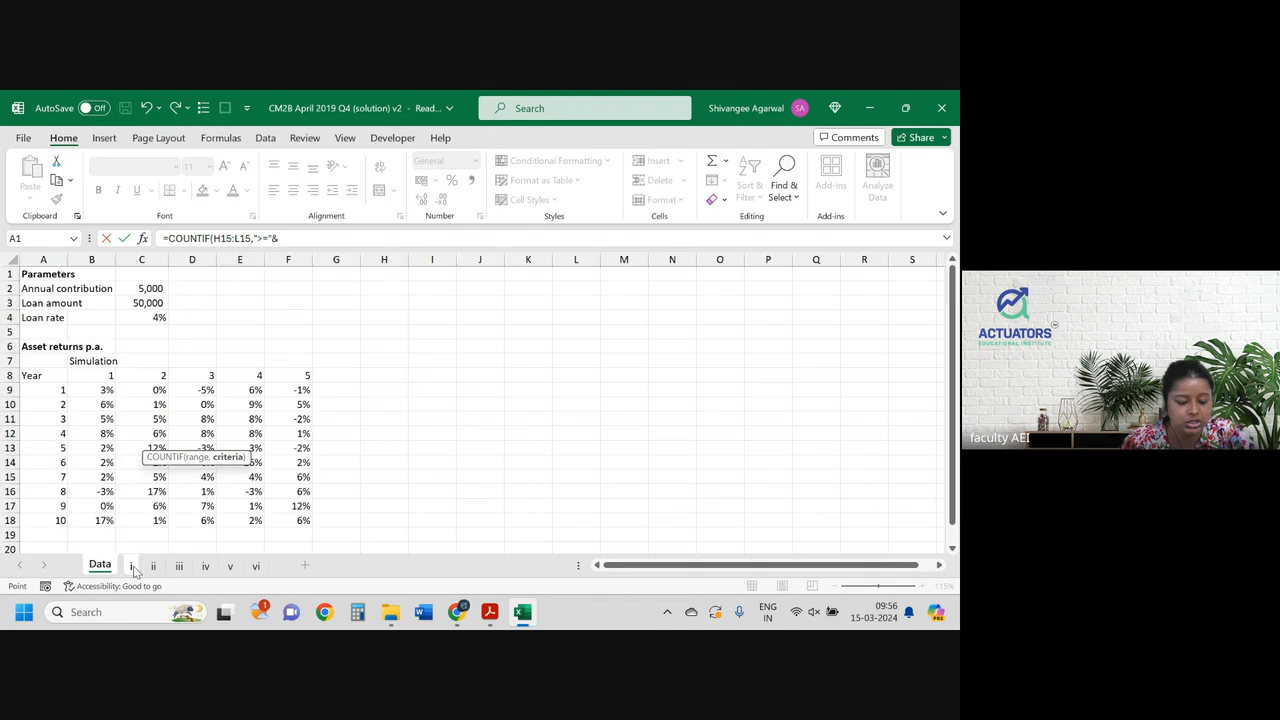 AutoSave Off CM2B April 2019 Q4 (solution) v2 - Read... Search Shivangee Agarwal SA
File Home Insert Page Layout Formulas Data Review View Developer Help Comments Share
Paste 11 General Conditional Formatting Format as Table Cell Styles Insert Delete Format Sort & Filter Find & Select Add-ins Analyze Data
Clipboard Font Alignment Number Styles Cells Editing Add-ins
A1 fx =COUNTIF(H15:L15,">="&
A B C D E F G H I J K L M N O P Q R S
1 Parameters
2 Annual contribution 5,000
3 Loan amount 50,000
4 Loan rate 4%
5
6 Asset returns p.a.
7 Simulation
8 Year 1 2 3 4 5
9 1 3% 0% -5% 6% -1%
10 2 6% 1% 0% 9% 5%
11 3 5% 5% 8% 8% -2%
12 4 8% 6% 8% 8% 1%
13 5 2% 12% -3% 3% -2%
COUNTIF(range, criteria)
14 6 2% 6% 2%
15 7 2% 5% 4% 4% 6%
16 8 -3% 17% 1% -3% 6%
17 9 0% 6% 7% 1% 12%
18 10 17% 1% 6% 2% 6%
19
20
Data i ii iii iv v vi
Point Accessibility: Good to go 115%
Search 1 ENG IN 09:56 15-03-2024
ACTUATORS
EDUCATIONAL INSTITUTE
faculty AEI